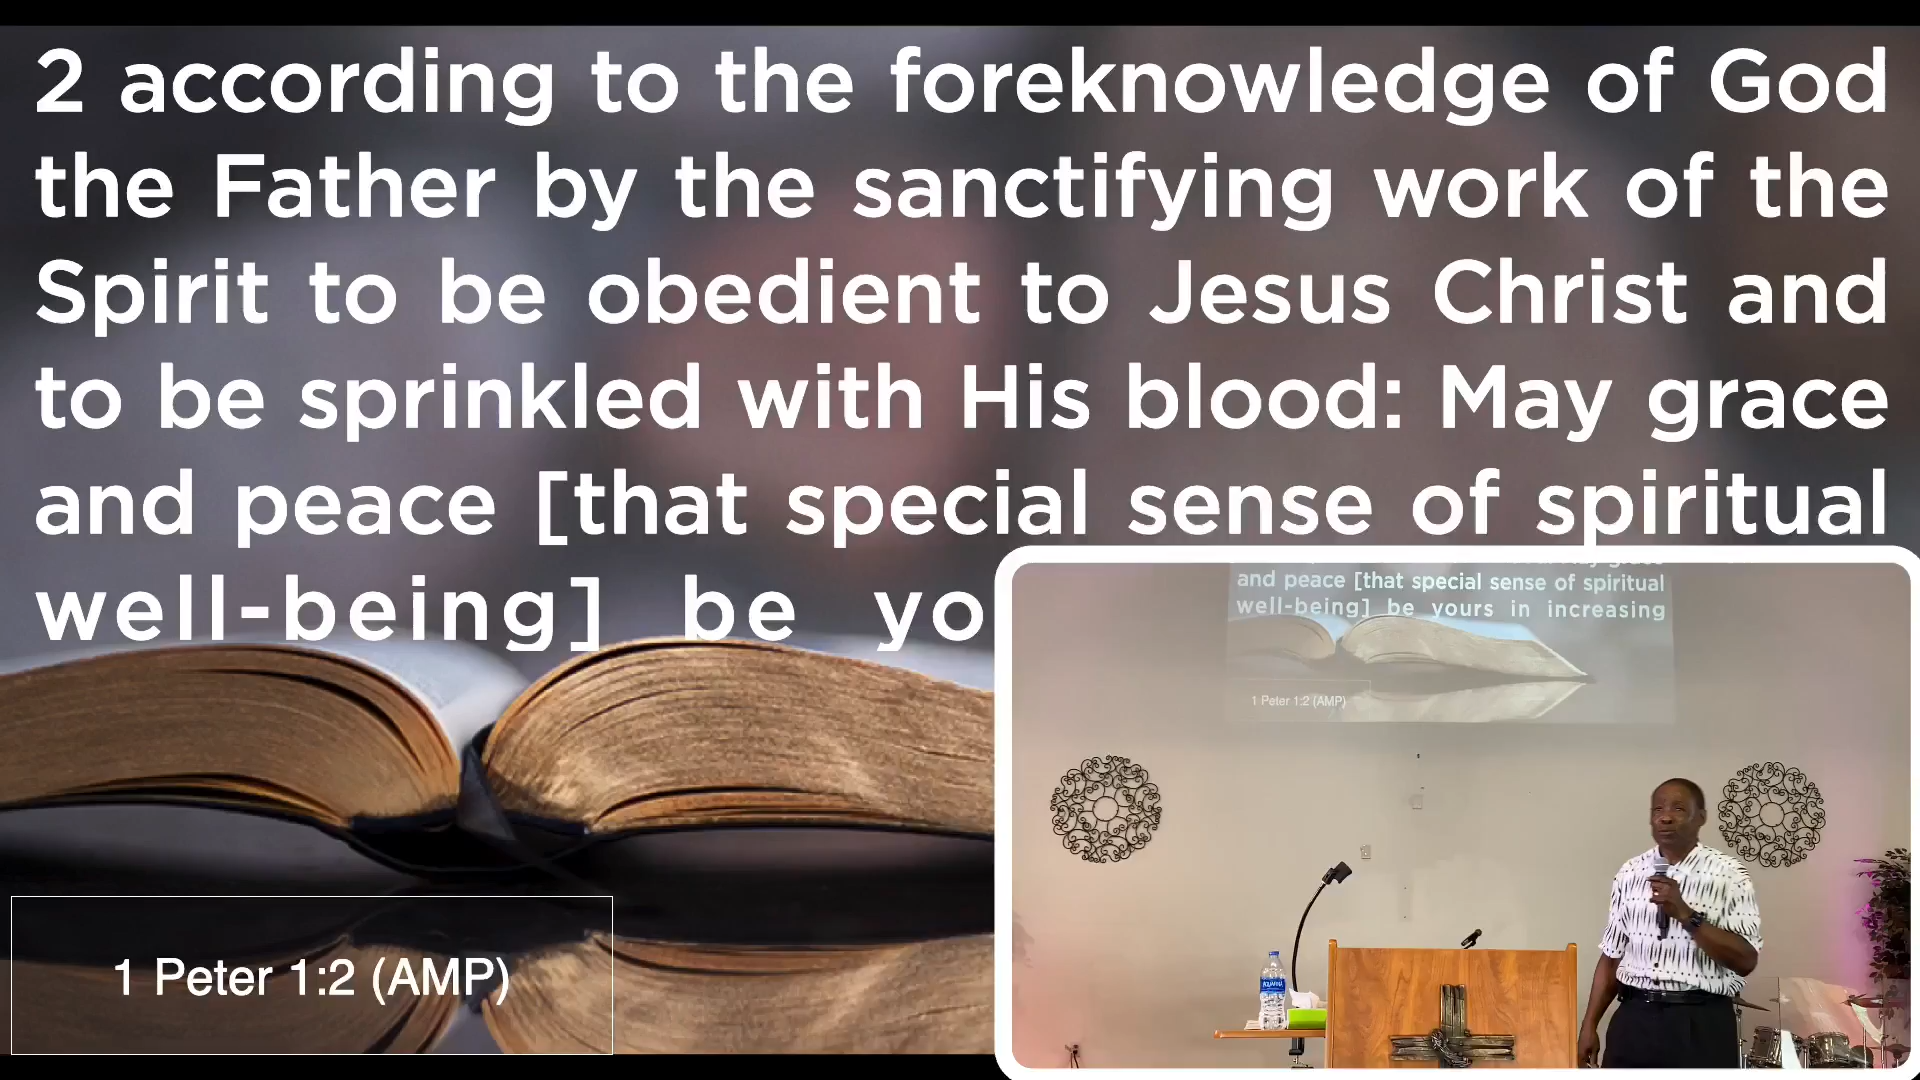 2 according to the foreknowledge of God
the Father by the sanctifying work of the
Spirit to be obedient to Jesus Christ and
to be sprinkled with His blood: May grace
and peace [that special sense of spiritual
well-being] be yo
and peace [that special sense of spiritual
well-being] be yours in increasing
1 Peter 1:2 (AMP)
AQUAFINA
1 Peter 1:2 (AMP)